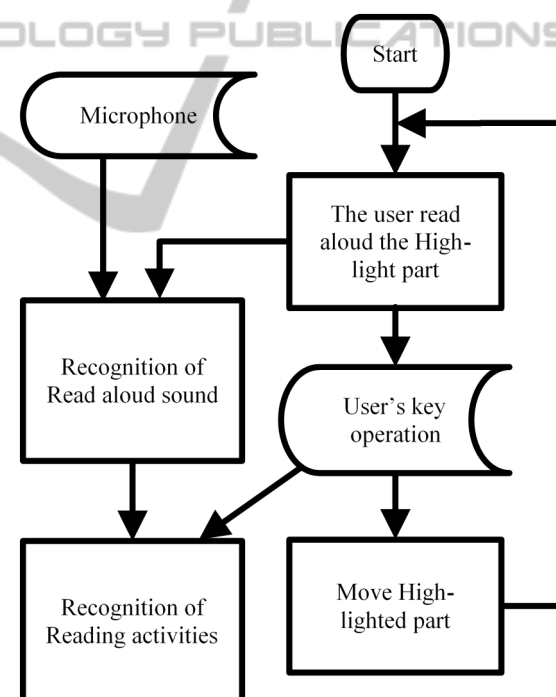 OLOGY PUBLICATIONS
Start
Microphone
The user read
aloud the High-
light part
Recognition of
Read aloud sound
User's key
operation
Recognition of
Reading activities
Move High-
lighted part